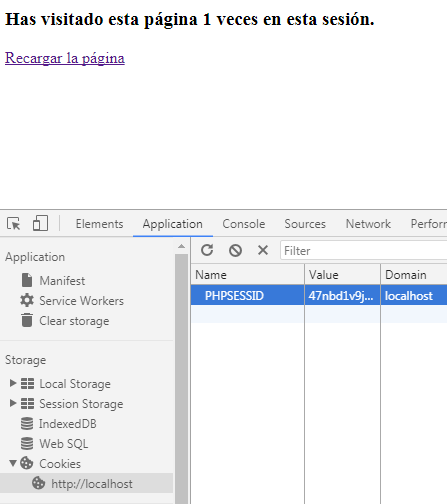 Has visitado esta página 1 veces en esta sesión.
Recargar la página
Elements Application Console Sources Network Perforr
Application
Manifest
Service Workers
Clear storage
Storage
Local Storage
Session Storage
IndexedDB
Web SQL
Cookies
http://localhost
Filter
Name Value Domain
PHPSESSID 47nbd1v9j... localhost